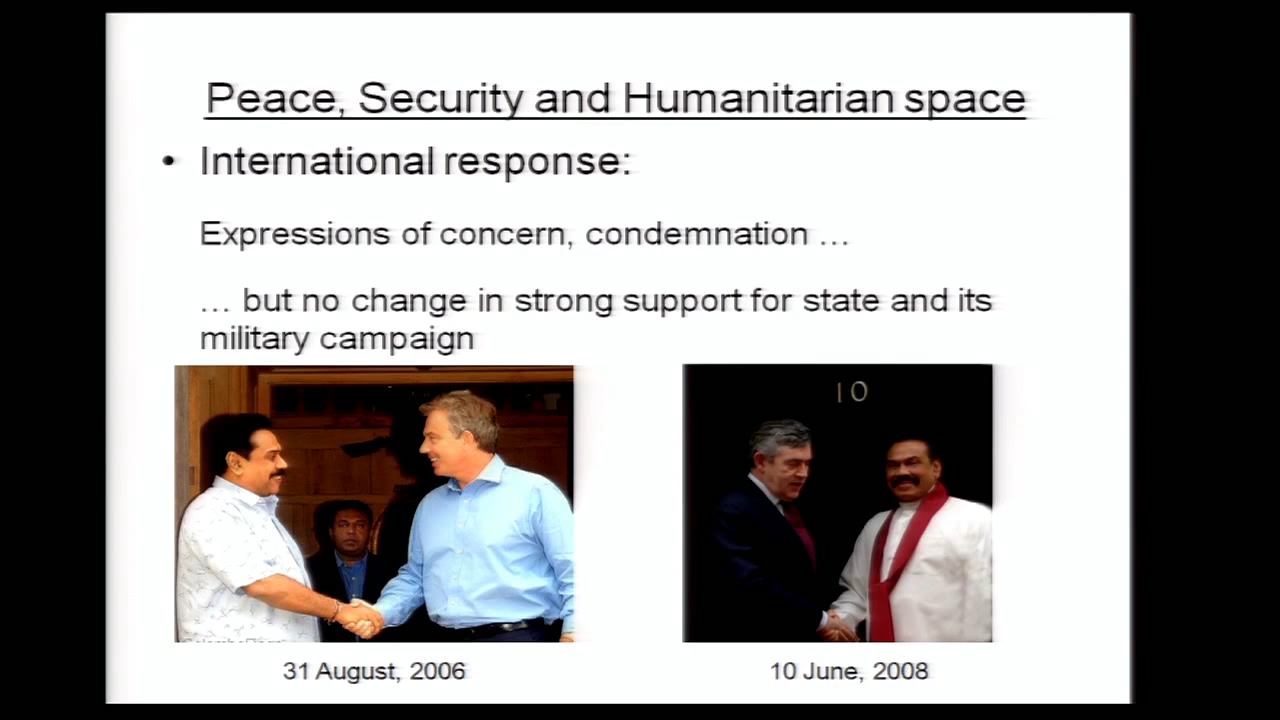 Peace, Security and Humanitarian space
• International response:
Expressions of concern, condemnation …
… but no change in strong support for state and its
military campaign
10
31 August, 2006
10 June, 2008